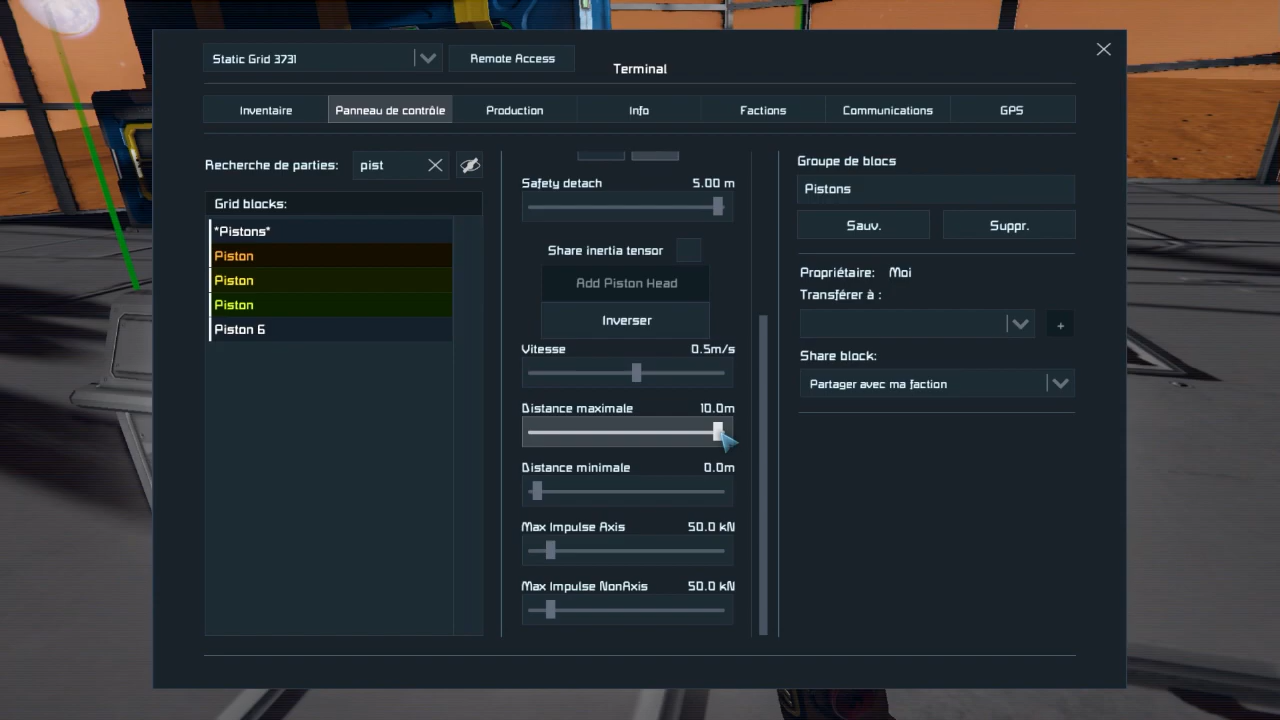 Static Grid 3731
Remote Access
Terminal
Inventaire
Panneau de contrôle
Production
Info
Factions
Communications
GPS
Recherche de parties:
pist
Grid blocks:
*Pistons*
Piston
Piston
Piston
Piston 6
Safety detach 5.00 m
Share inertia tensor
Add Piston Head
Inverser
Vitesse 0.5m/s
Distance maximale 10.0m
Distance minimale 0.0m
Max Impulse Axis 50.0 kN
Max Impulse NonAxis 50.0 kN
Groupe de blocs
Pistons
Sauv.
Suppr.
Propriétaire: Moi
Transférer à :
+
Share block:
Partager avec ma faction